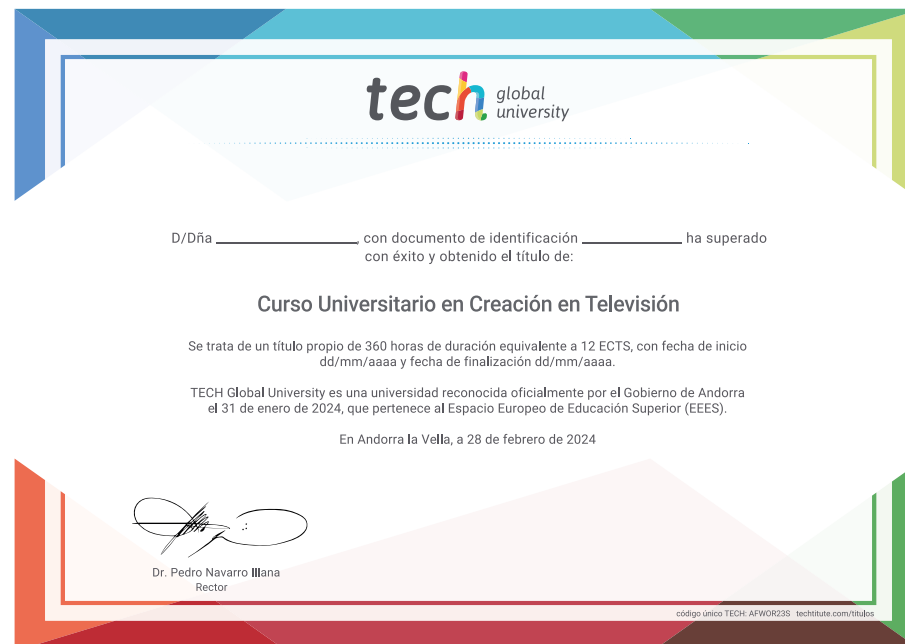 tech global university
D/Dña ____________________, con documento de identificación ______________ ha superado
con éxito y obtenido el título de:
Curso Universitario en Creación en Televisión
Se trata de un título propio de 360 horas de duración equivalente a 12 ECTS, con fecha de inicio
dd/mm/aaaa y fecha de finalización dd/mm/aaaa.
TECH Global University es una universidad reconocida oficialmente por el Gobierno de Andorra
el 31 de enero de 2024, que pertenece al Espacio Europeo de Educación Superior (EEES).
En Andorra la Vella, a 28 de febrero de 2024
Dr. Pedro Navarro Illana
Rector
código único TECH: AFWOR23S techtitute.com/titulos